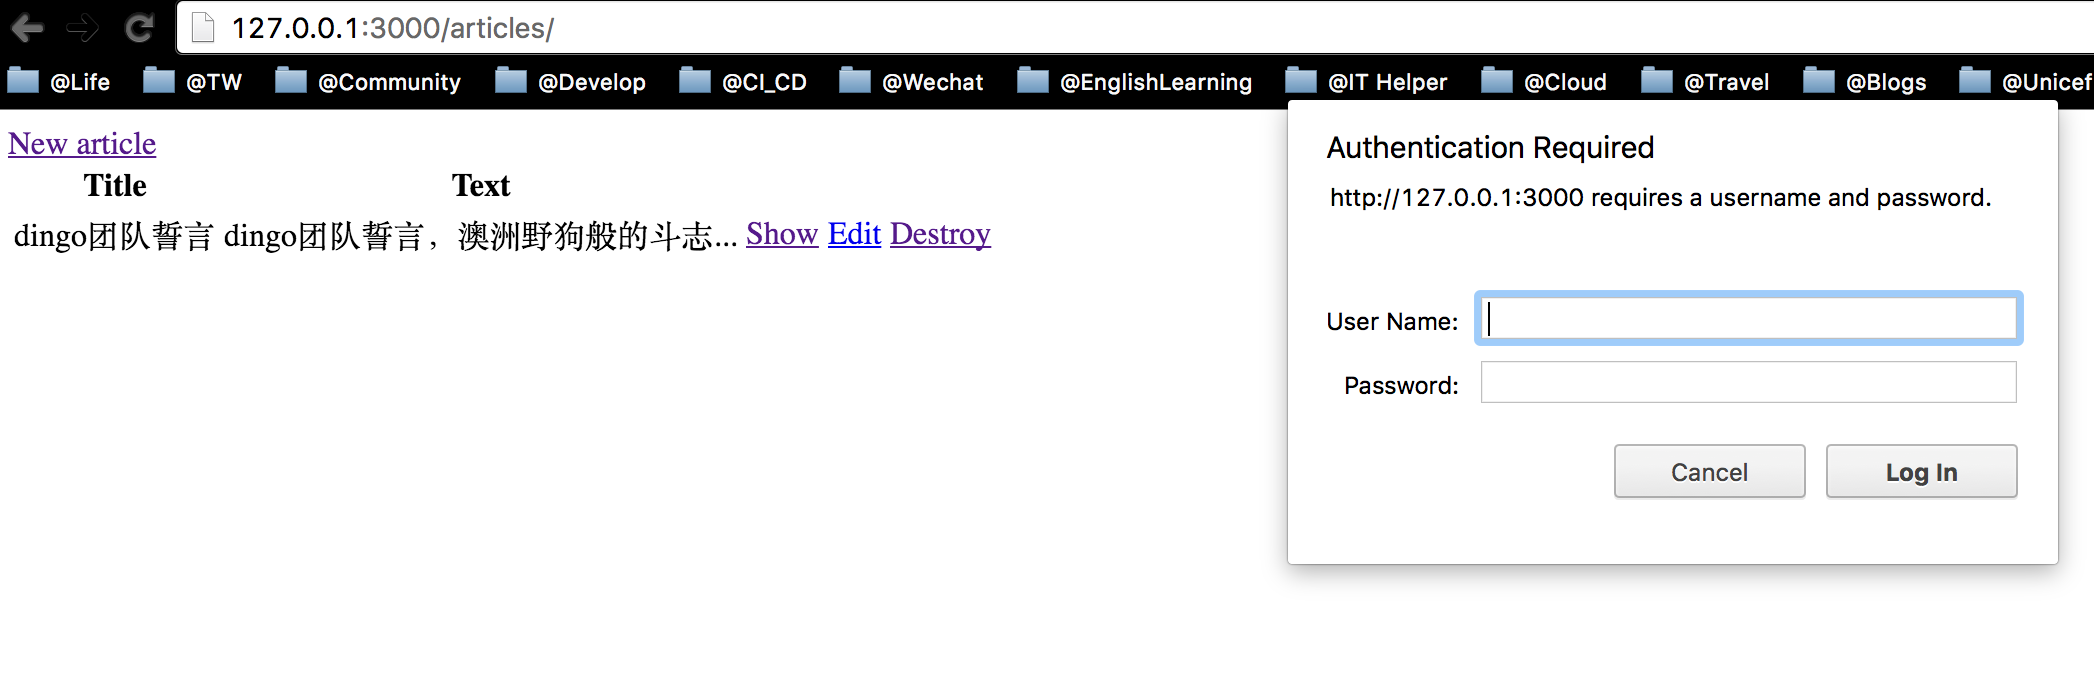 127.0.0.1:3000/articles/
@Life @TW @Community @Develop @CI_CD @Wechat @EnglishLearning @IT Helper @Cloud @Travel @Blogs @Unicef
New article
Title Text
dingo团队誓言 dingo团队誓言，澳洲野狗般的斗志... Show Edit Destroy
Authentication Required
http://127.0.0.1:3000 requires a username and password.
User Name:
Password:
Cancel Log In